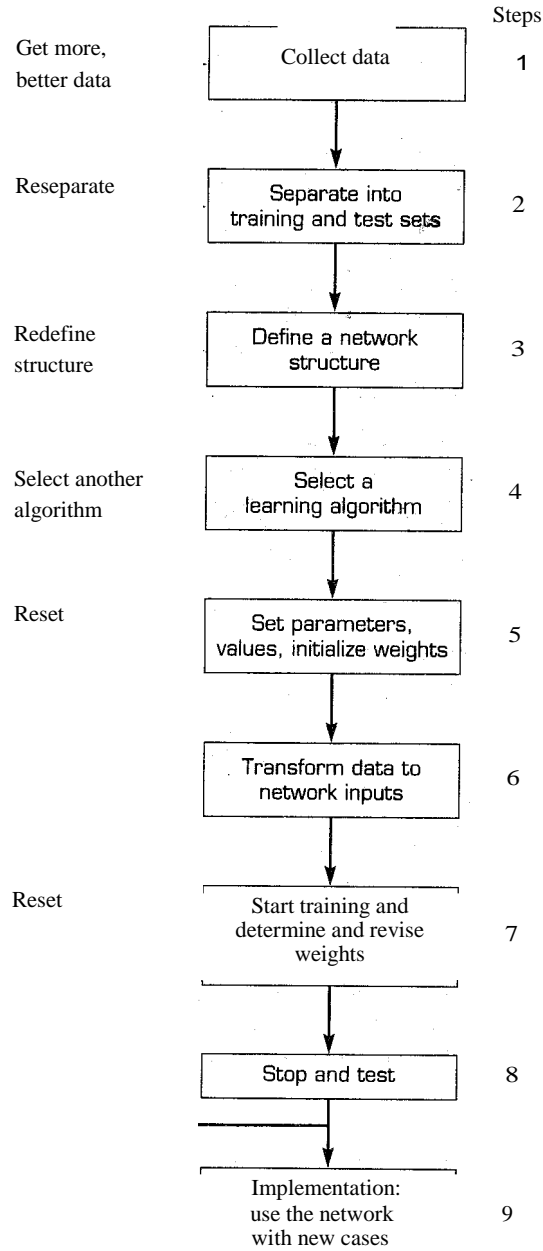 Steps
Get more,
better data
Collect data
1
Reseparate
Separate into
training and test sets
2
Redefine
structure
Define a network
structure
3
Select another
algorithm
Select a
learning algorithm
4
Reset
Set parameters,
values, initialize weights
5
Transform data to
network inputs
6
Reset
Start training and
determine and revise
weights
7
Stop and test
8
Implementation:
use the network
with new cases
9